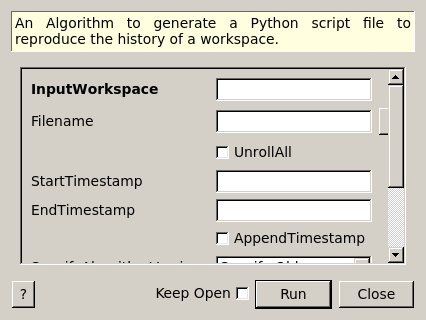 An Algorithm to generate a Python script file to
reproduce the history of a workspace.
InputWorkspace
Filename
UnrollAll
StartTimestamp
EndTimestamp
AppendTimestamp
?
Keep Open
Run
Close